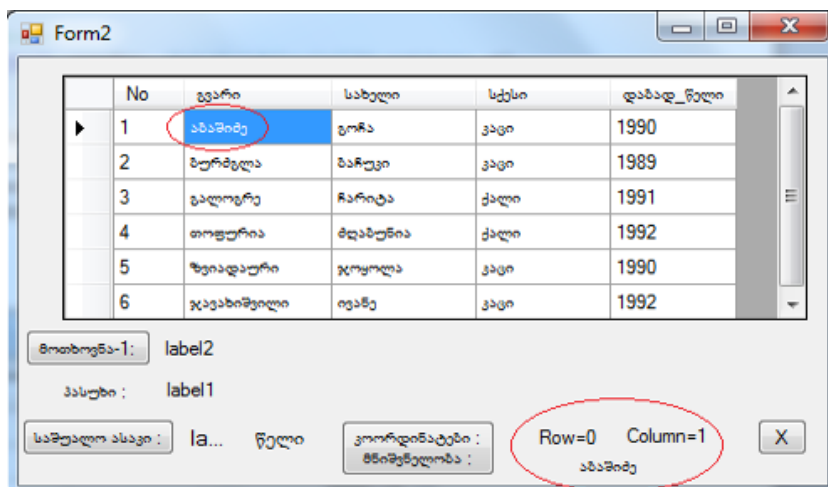 Form2
No გვარი სახელი სქესი დაბად_წელი
1 აბაშიძე გოჩა კაცი 1990
2 ბურძგლა ბაჩუკი კაცი 1989
3 გალოგრე ჩარიტა ქალი 1991
4 თოფურია ძღაბუნია ქალი 1992
5 ზვიადაური ჯოყოლა კაცი 1990
6 ჯავახიშვილი ივანე კაცი 1992
მოთხოვნა-1: label2
პასუხი : label1
საშუალო ასაკი : la... წელი კოორდინატები : Row=0 Column=1 X
მნიშვნელობა : აბაშიძე